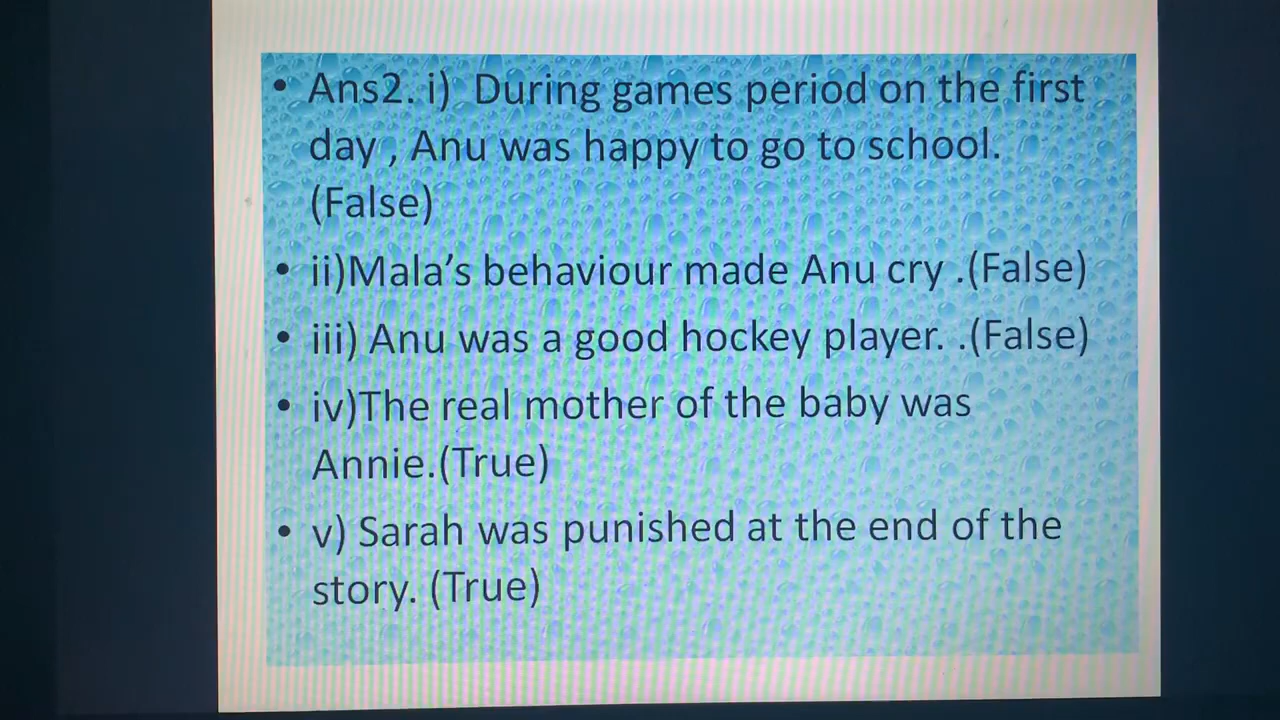 • Ans2. i)  During games period on the first
day , Anu was happy to go to school.
(False)
• ii)Mala’s behaviour made Anu cry .(False)
• iii) Anu was a good hockey player. .(False)
• iv)The real mother of the baby was
Annie.(True)
• v) Sarah was punished at the end of the
story. (True)